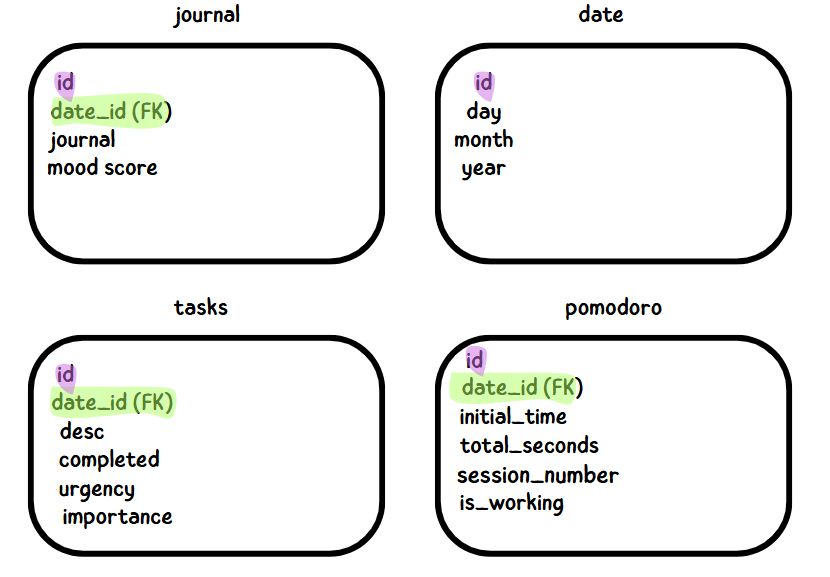 journal
id
date_id (FK)
journal
mood score
date
id
day
month
year
tasks
id
date_id (FK)
desc
completed
urgency
importance
pomodoro
id
date_id (FK)
initial_time
total_seconds
session_number
is_working